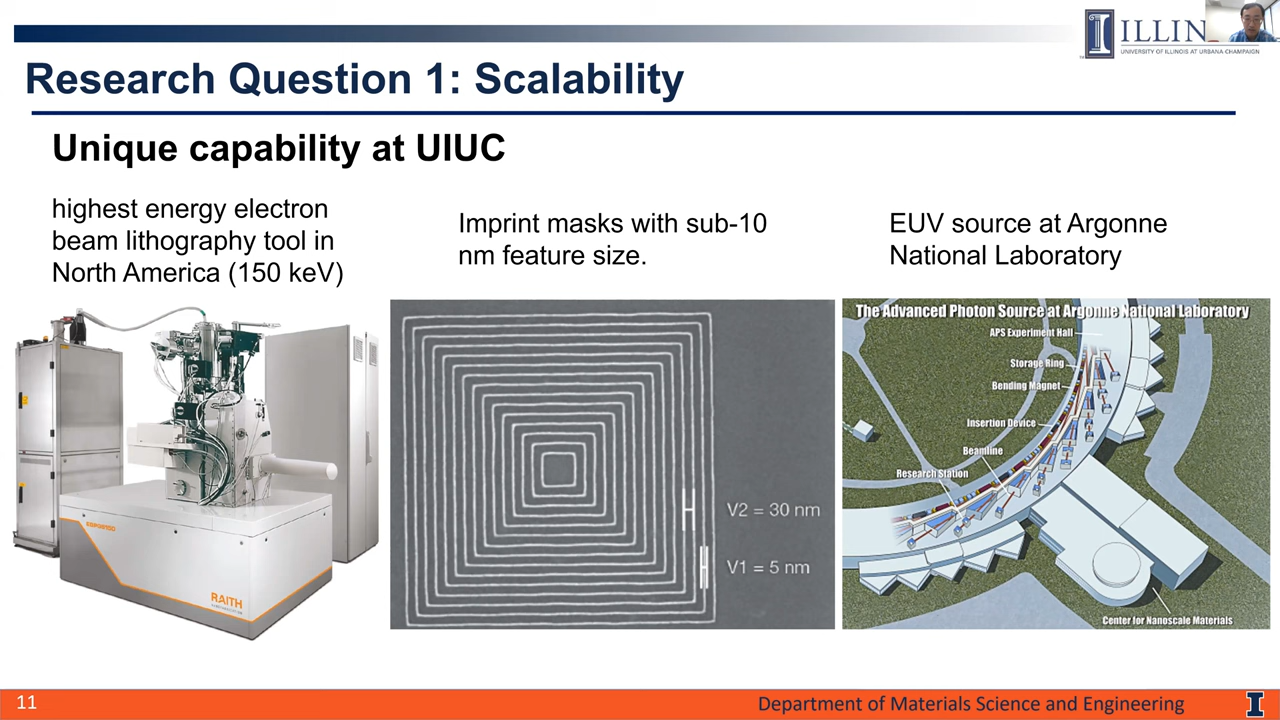 ILLIN
UNIVERSITY OF ILLINOIS AT URBANA-CHAMPAIGN
Research Question 1: Scalability
Unique capability at UIUC
highest energy electron
beam lithography tool in
North America (150 keV)
Imprint masks with sub-10
nm feature size.
EUV source at Argonne
National Laboratory
RAITH
V2 = 30 nm
V1 = 5 nm
The Advanced Photon Source at Argonne National Laboratory
APS Experiment Hall
Storage Ring
Bending Magnet
Insertion Device
Beamline
Research Station
Center for Nanoscale Materials
11
Department of Materials Science and Engineering